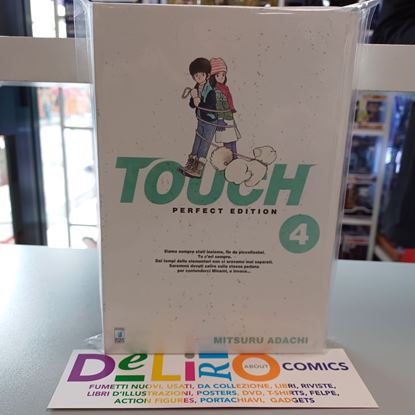 TOUCH
PERFECT EDITION
4
Siamo sempre stati insieme, fin da piccolissimi.
Tu c'eri sempre.
Dai tempi delle elementari non ci eravamo mai separati.
Saremmo dovuti salire sulla stessa pedana
per contenderci Minami, e invece...
MITSURU ADACHI
DeLiRiO ABOUT COMICS
FUMETTI NUOVI, USATI, DA COLLEZIONE, LIBRI, RIVISTE,
LIBRI D'ILLUSTRAZIONI, POSTERS, DVD, T-SHIRTS, FELPE,
ACTION FIGURES, PORTACHIAVI, GADGETS